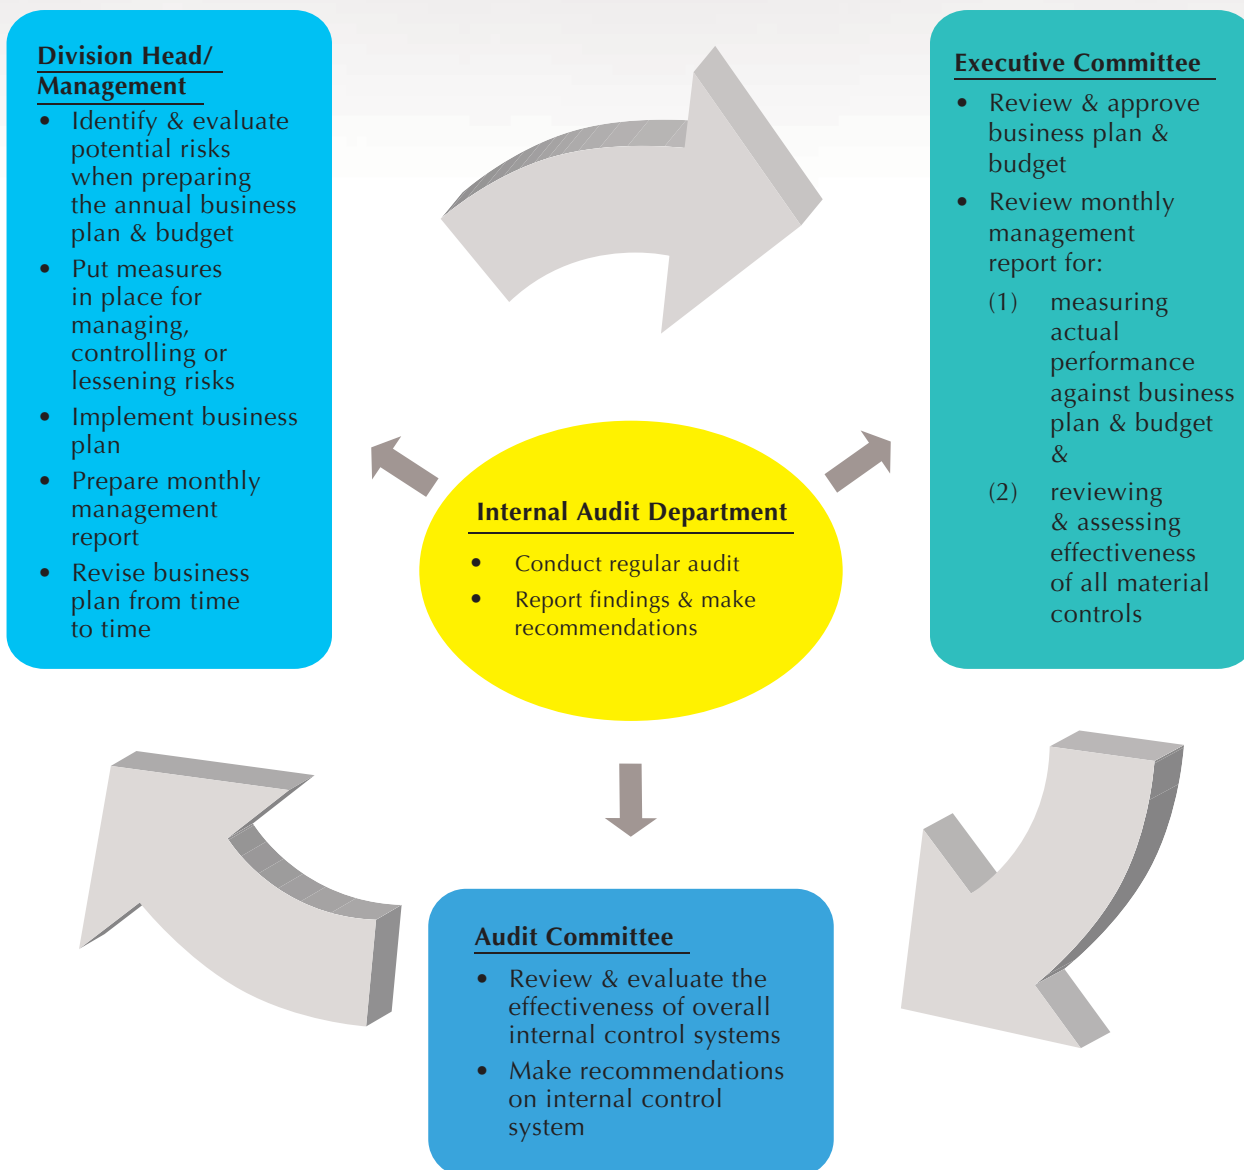 Division Head/
Management
• Identify & evaluate
potential risks
when preparing
the annual business
plan & budget
• Put measures
in place for
managing,
controlling or
lessening risks
• Implement business
plan
• Prepare monthly
management
report
• Revise business
plan from time
to time
Executive Committee
• Review & approve
business plan &
budget
• Review monthly
management
report for:
(1) measuring
actual
performance
against business
plan & budget
&
(2) reviewing
& assessing
effectiveness
of all material
controls
Internal Audit Department
• Conduct regular audit
• Report findings & make
recommendations
Audit Committee
• Review & evaluate the
effectiveness of overall
internal control systems
• Make recommendations
on internal control
system